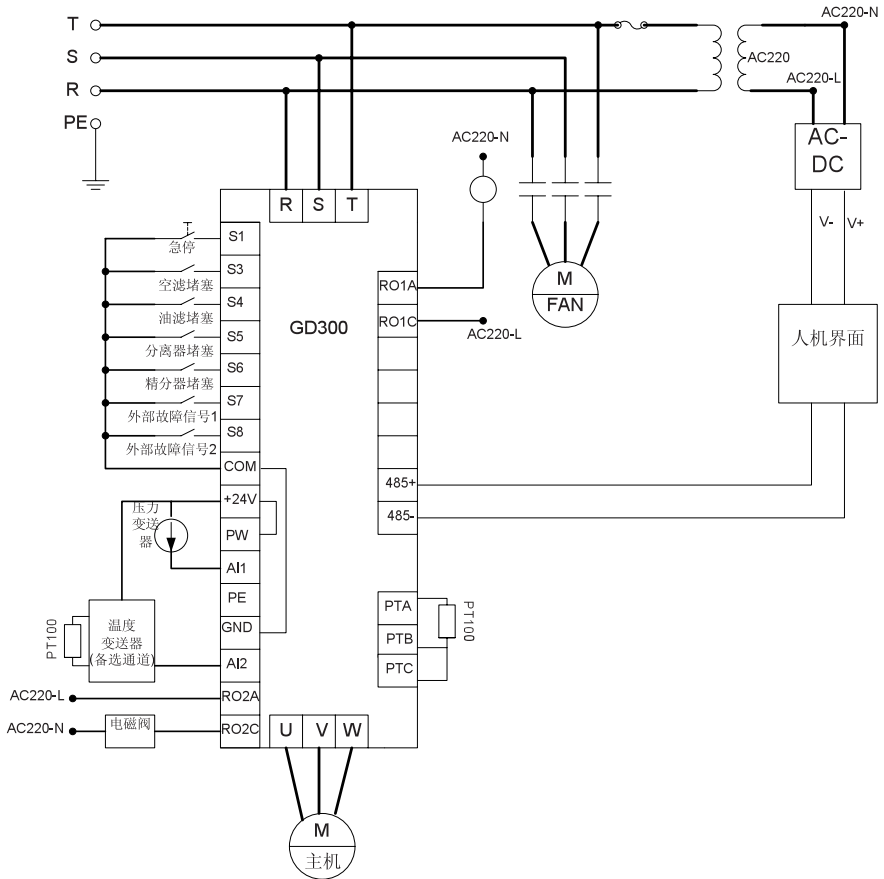 T
AC220-N
S
AC220
R
AC220-L
PE
AC-
DC
AC220-N
R S T
V- V+
S1
急停
S3
空滤堵塞
S4
油滤堵塞
S5
分离器堵塞
S6
精分器堵塞
S7
外部故障信号1
S8
外部故障信号2
COM
+24V
压力
变送
器
PW
AI1
PE
GND
温度
变送器
(备选通道)
PT100
AI2
AC220-L
RO2A
AC220-N
电磁阀
RO2C
GD300
RO1A
RO1C
AC220-L
M
FAN
人机界面
485+
485-
PTA
PTB
PTC
PT100
U V W
M
主机